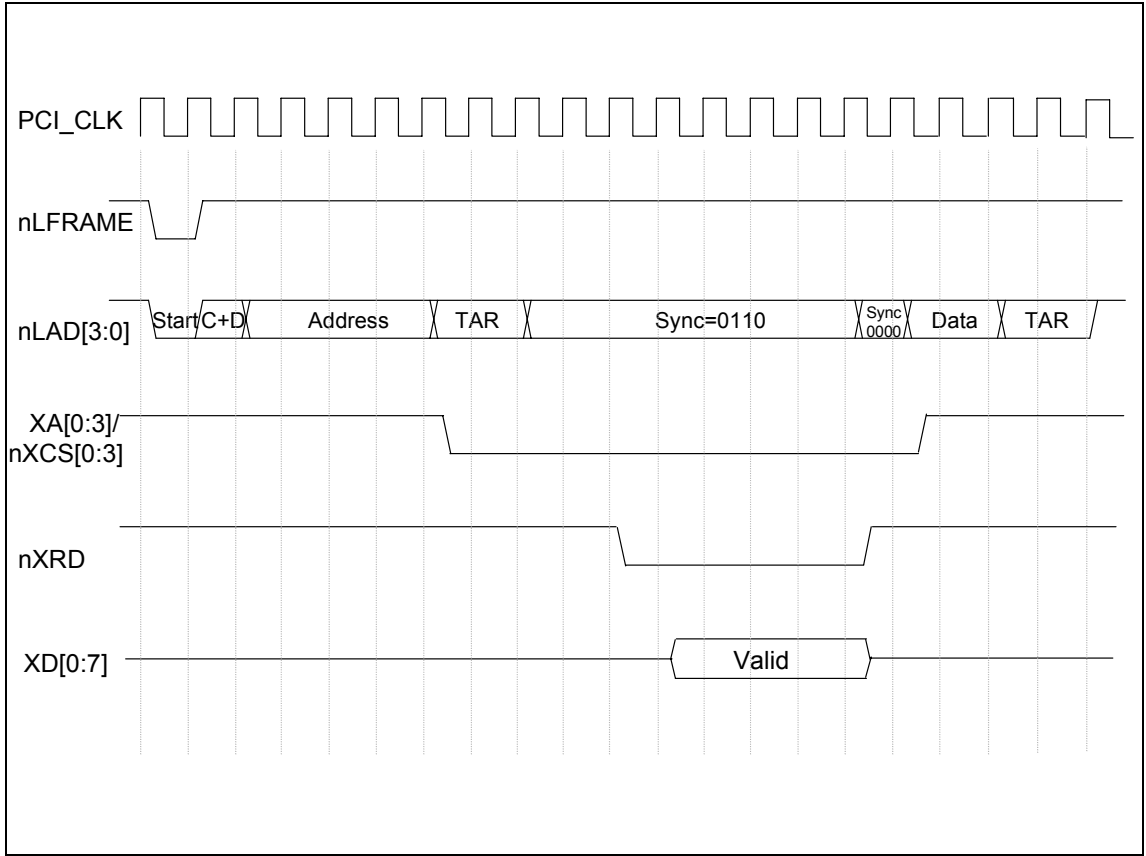 PCI_CLK
nLFRAME
nLAD[3:0]
Start
C+D
Address
TAR
Sync=0110
Sync
0000
Data
TAR
XA[0:3]/
nXCS[0:3]
nXRD
XD[0:7]
Valid